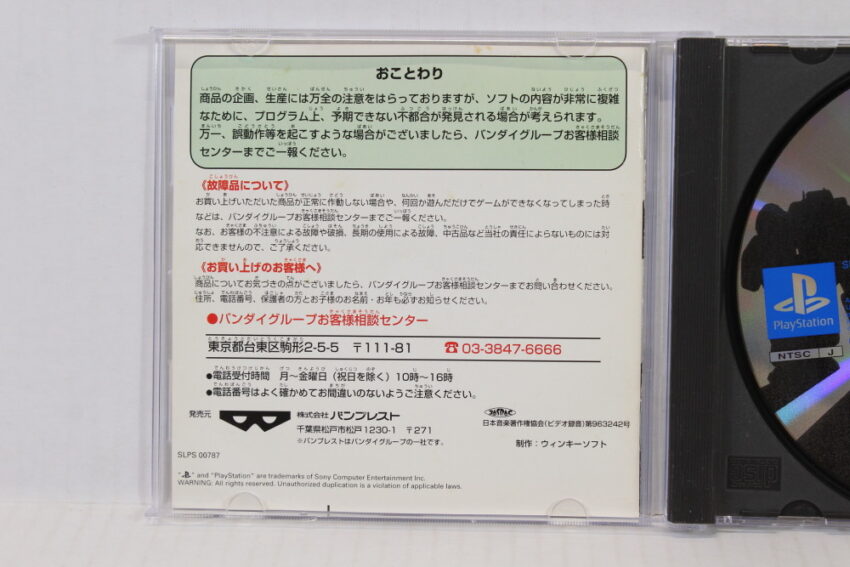 おことわり
商品の企画、生産には万全の注意をはらっておりますが、ソフトの内容が非常に複雑
なために、プログラム上、予期できない不都合が発見される場合が考えられます。
万一、誤動作等を起こすような場合がございましたら、バンダイグループお客様相談
センターまでご一報ください。
《故障品について》
お買い上げいただいた商品が正常に作動しない場合や、何回か遊んだだけでゲームができなくなってしまった時
などは、バンダイグループお客様相談センターまでご一報ください。
なお、お客様の不注意による故障や破損、長期の使用による故障、中古品など当社の責任によらないものには対
応できませんので、ご了承ください。
《お買い上げのお客様へ》
商品についてお気づきの点がございましたら、バンダイグループお客様相談センターまでお問い合わせください。
住所、電話番号、保護者の方とお子様のお名前・お年も必ずお知らせください。
●バンダイグループお客様相談センター
東京都台東区駒形2-5-5 〒111-81 ☎03-3847-6666
●電話受付時間 月〜金曜日（祝日を除く）10時〜16時
●電話番号はよく確かめてお間違いのないようご注意ください。
発売元 株式会社 バンプレスト
千葉県松戸市松戸1230-1 〒271
※バンプレストはバンダイグループの一社です。
JASRAC
日本音楽著作権協会(ビデオ録音)第963242号
制作：ウィンキーソフト
SLPS 00787
" " and "PlayStation" are trademarks of Sony Computer Entertainment Inc.
WARNING: All rights reserved. Unauthorized duplication is a violation of applicable laws.
PlayStation
NTSC J